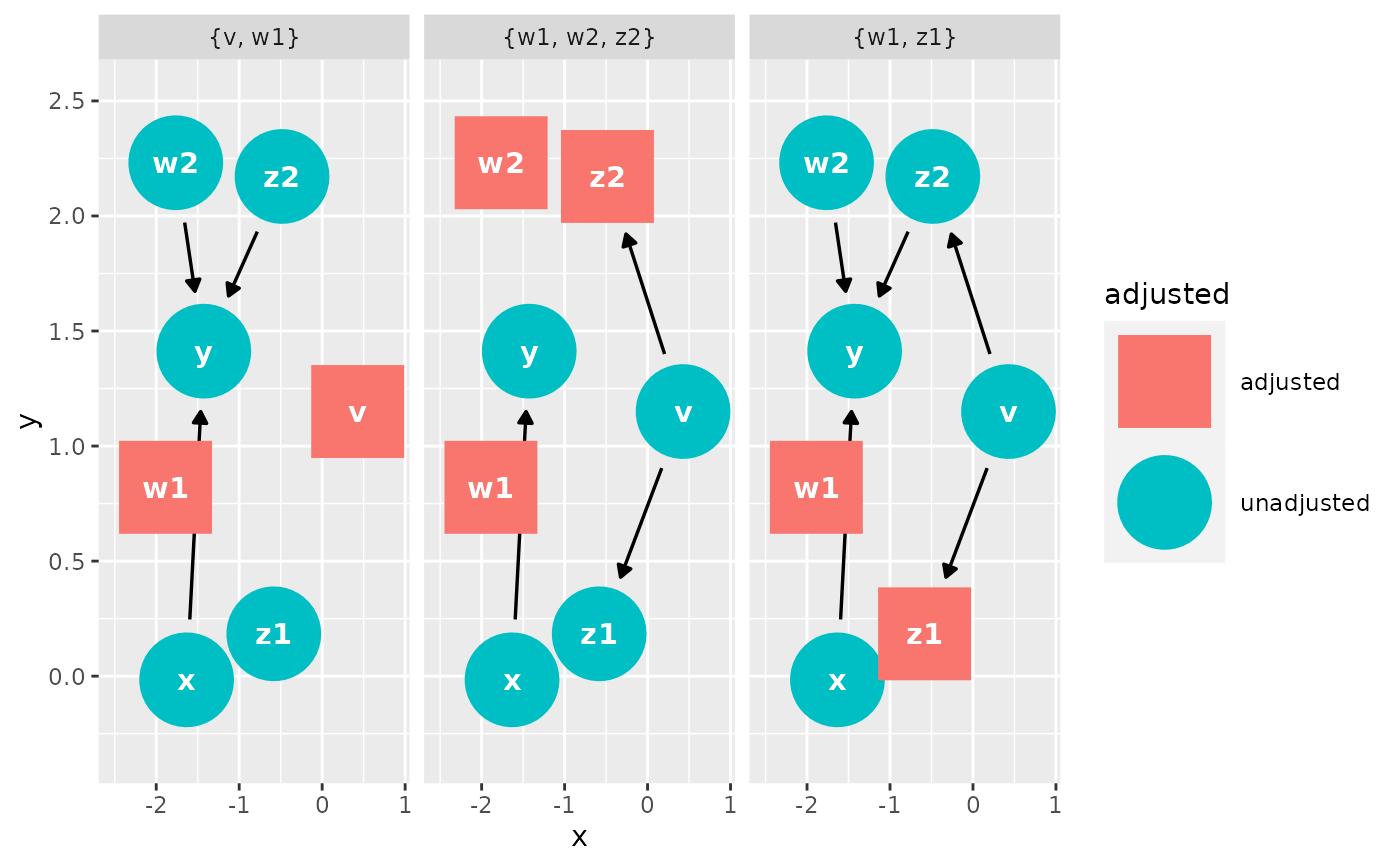 {v, w1} {w1, w2, z2} {w1, z1}
2.5
w2 z2 w2 z2 w2 z2
2.0
adjusted
1.5
y y y
adjusted
v v v
y
1.0
w1 w1 w1
unadjusted
0.5
z1 z1 z1
x x x
0.0
-2 -1 0 1 -2 -1 0 1 -2 -1 0 1
x